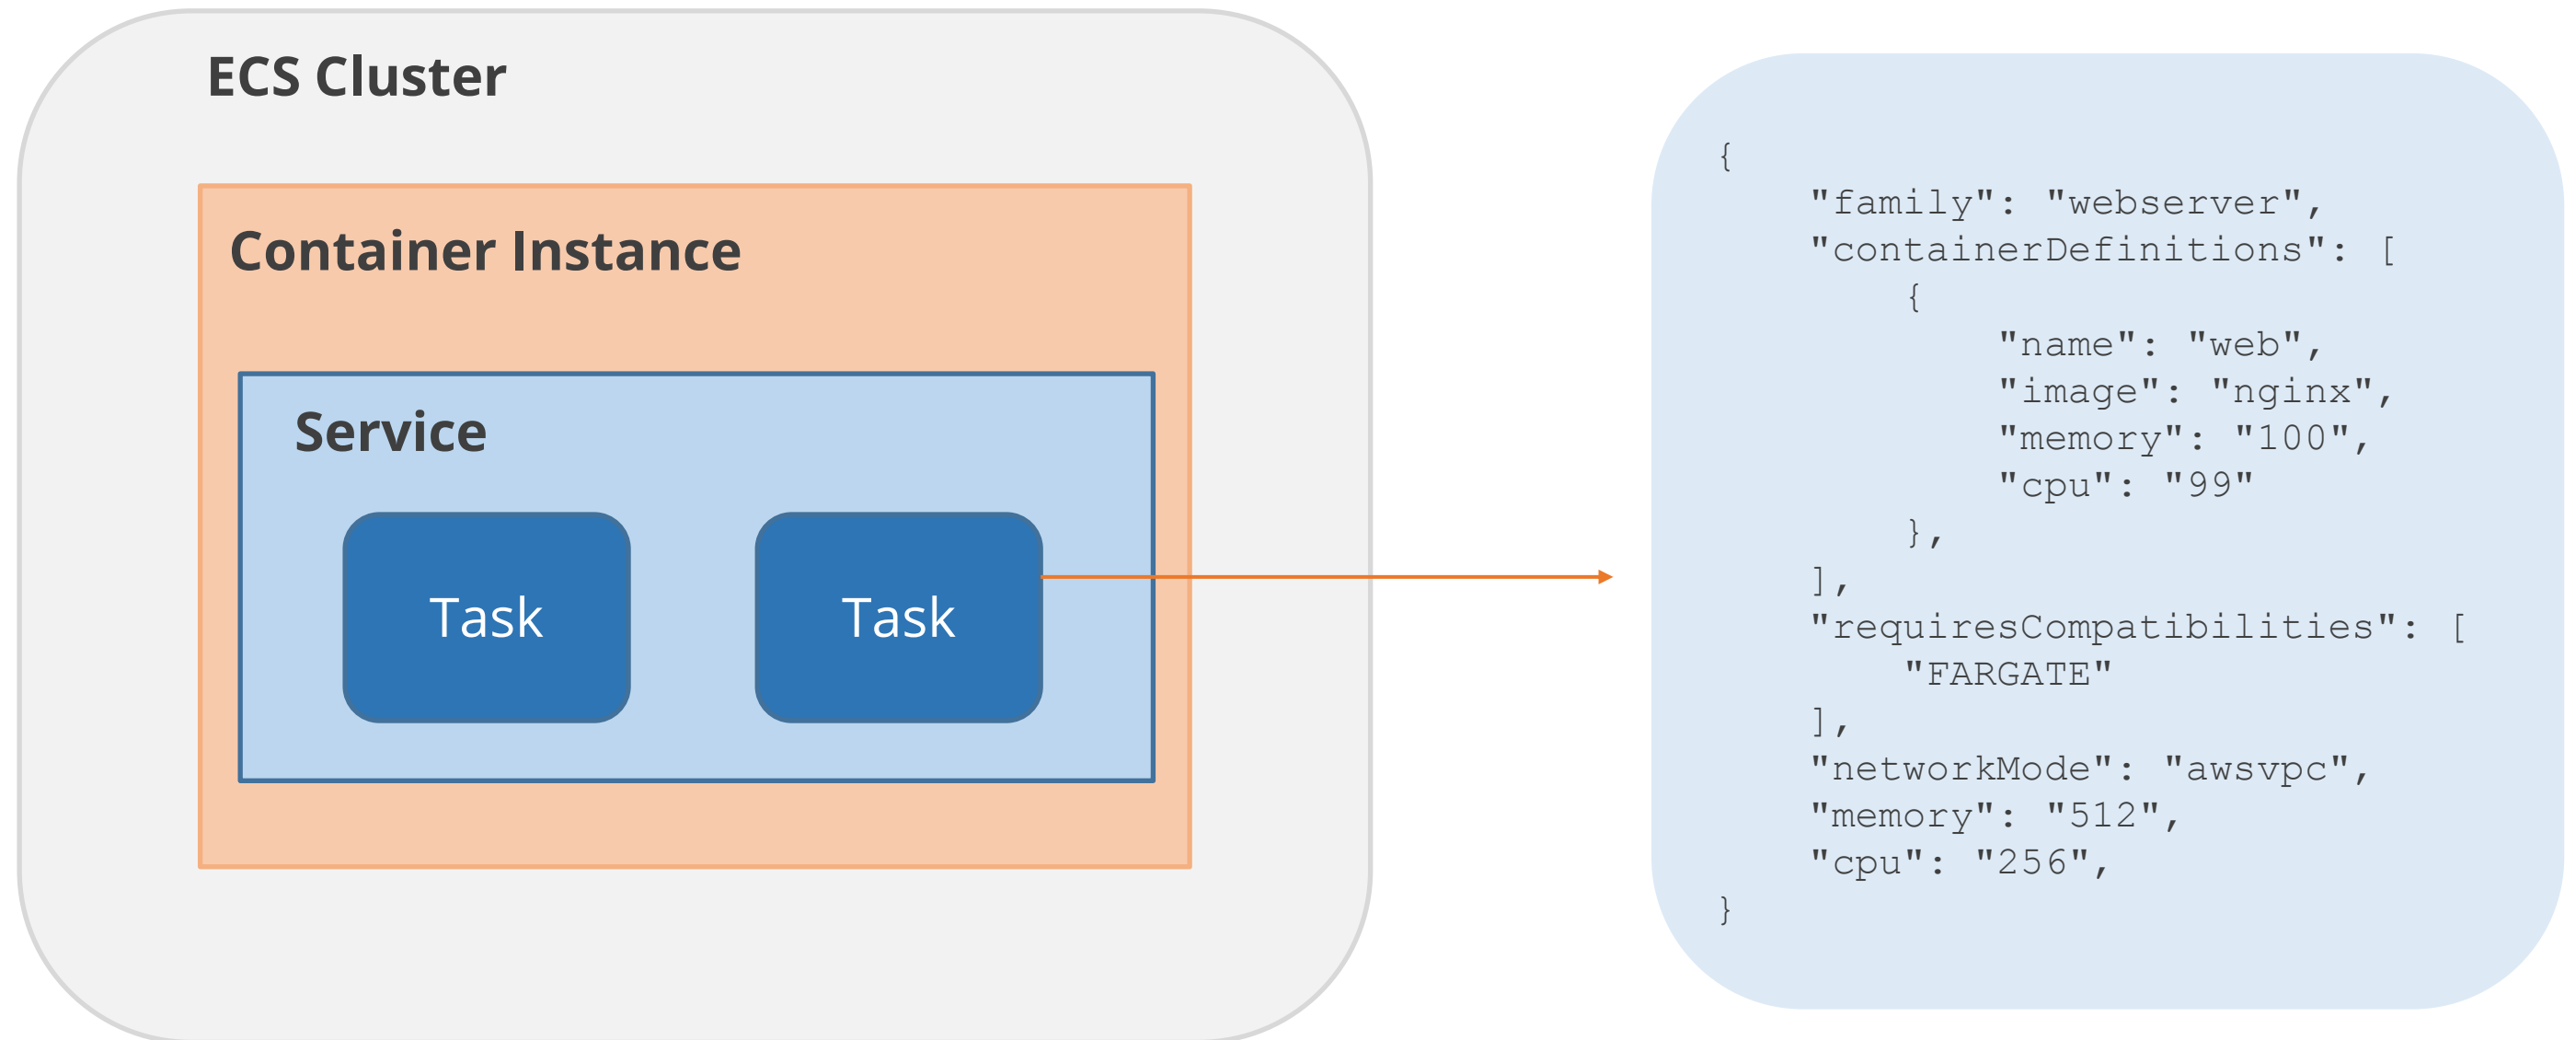 ECS Cluster
Container Instance
Service
Task
Task
{
"family": "webserver",
"containerDefinitions": [
{
"name": "web",
"image": "nginx",
"memory": "100",
"cpu": "99"
},
],
"requiresCompatibilities": [
"FARGATE"
],
"networkMode": "awsvpc",
"memory": "512",
"cpu": "256",
}